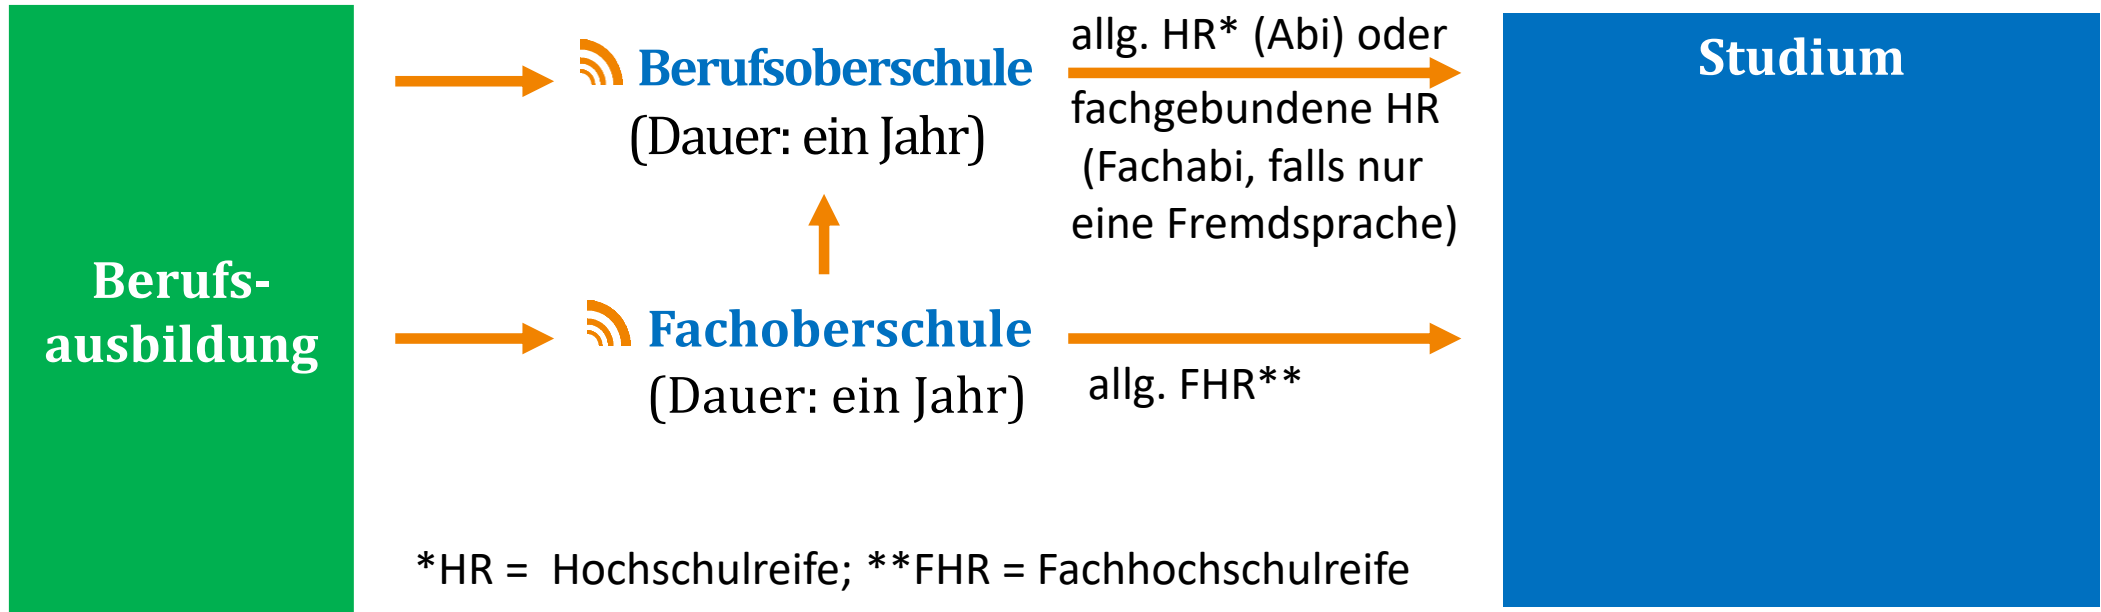 Berufs-
ausbildung
Berufsoberschule
(Dauer: ein Jahr)
Fachoberschule
(Dauer: ein Jahr)
allg. HR* (Abi) oder
fachgebundene HR
(Fachabi, falls nur
eine Fremdsprache)
allg. FHR**
Studium
*HR = Hochschulreife; **FHR = Fachhochschulreife